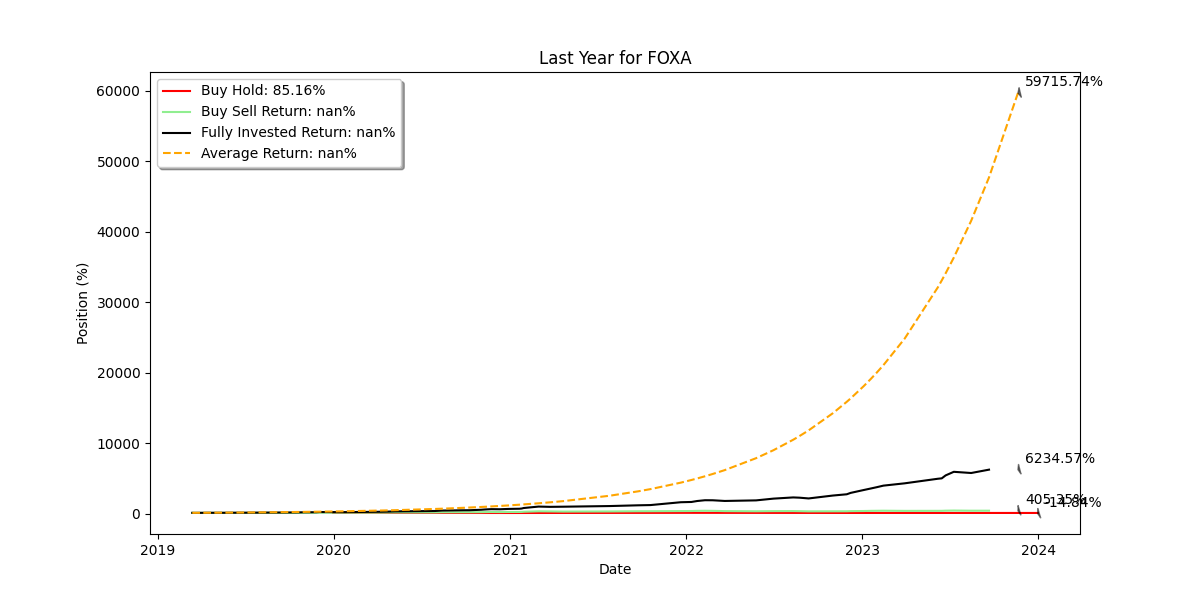 Last Year for FOXA
59715.74%
Buy Hold: 85.16%
Buy Sell Return: nan%
Fully Invested Return: nan%
Average Return: nan%
60000
50000
40000
30000
20000
10000
0
Position (%)
6234.57%
405.35%
14.84%
2019
2020
2021
2022
2023
2024
Date